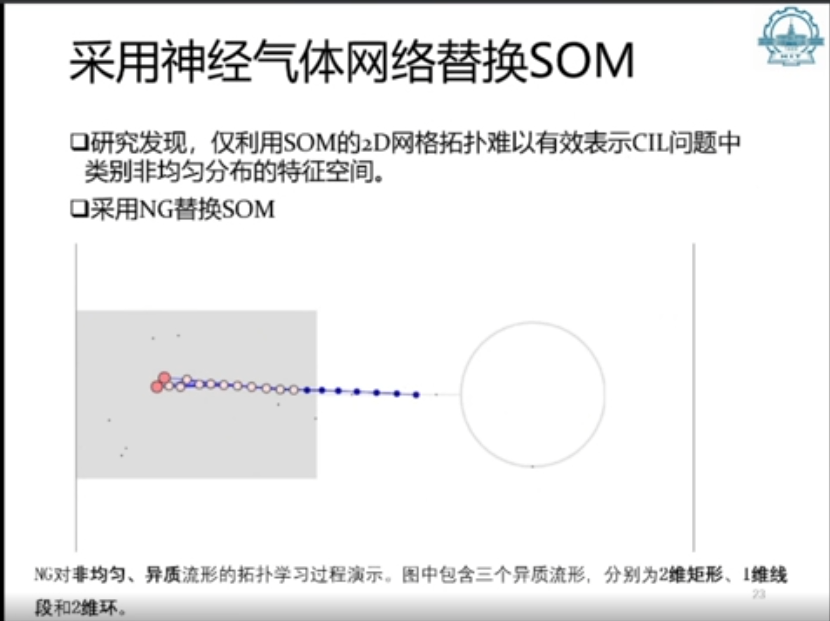 采用神经气体网络替换SOM
❑研究发现，仅利用SOM的2D网格拓扑难以有效表示CIL问题中
类别非均匀分布的特征空间。
❑采用NG替换SOM
NG对非均匀、异质流形的拓扑学习过程演示。图中包含三个异质流形，分别为2维矩形、1维线
段和2维环。
23